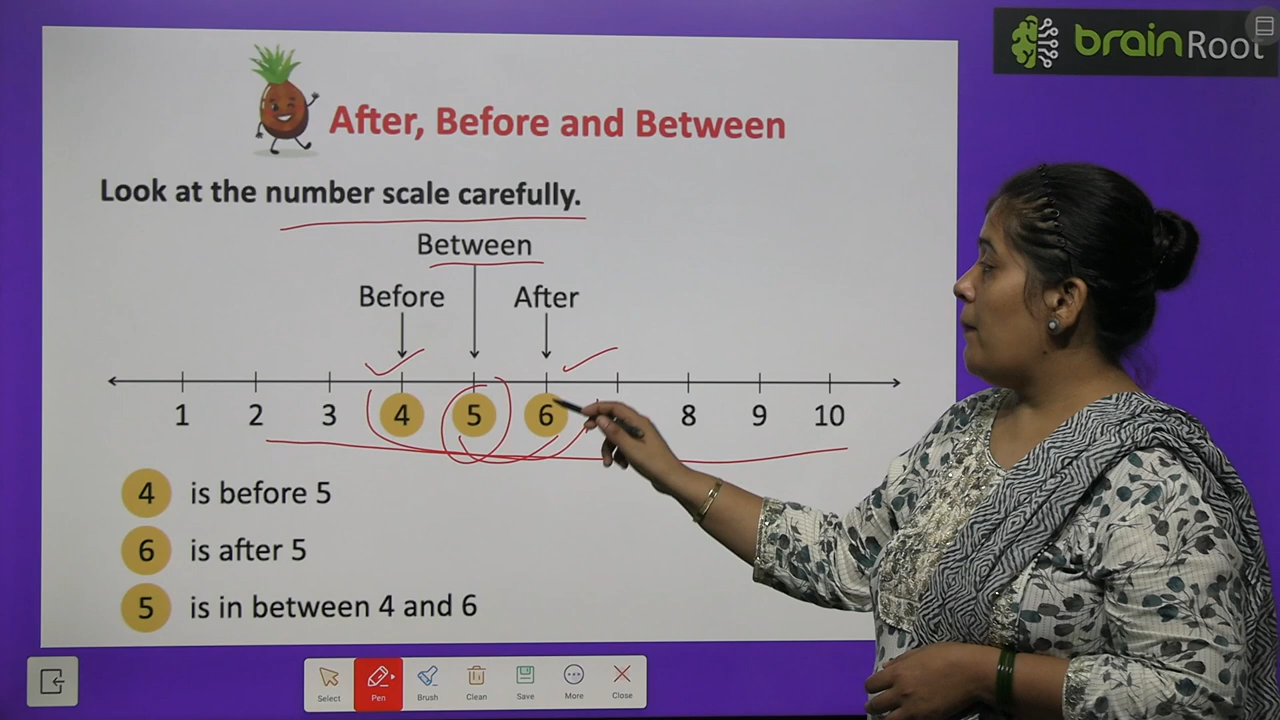 brainRoot
After, Before and Between
Look at the number scale carefully.
Between
Before After
1 2 3 4 5 6 8 9 10
4 is before 5
6 is after 5
5 is in between 4 and 6
Select Pen Brush Clean Save More Close